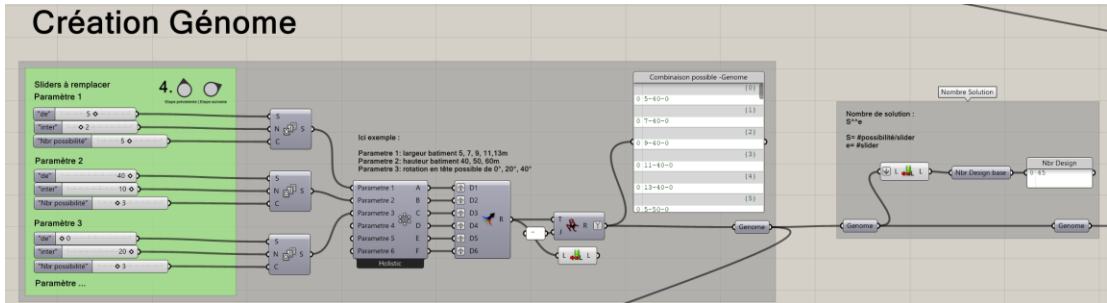 Création Génome
Sliders à remplacer
4.
Etape précédente | Etape suivante
Paramètre 1
"de" 5
"inter" 2
"Nbr possibilité" 5
S
N
C
S
Paramètre 2
"de" 40
"inter" 10
"Nbr possibilité" 3
S
N
C
S
Paramètre 3
"de" 0
"inter" 20
"Nbr possibilité" 3
S
N
C
S
Paramètre ...
Ici exemple :
Parametre 1: largeur batiment 5, 7, 9, 11,13m
Parametre 2: hauteur batiment 40, 50, 60m
Parametre 3: rotation en tête possible de 0°, 20°, 40°
Parametre 1 A
Parametre 2 B
Parametre 3 C
Parametre 4 D
Parametre 5 E
Parametre 6 F
Holistic
D1
D2
D3
D4
D5
D6
R
T
J
R
-
L L
Combinaison possible -Genome
{0}
0 5-40-0
{1}
0 7-40-0
{2}
0 9-40-0
{3}
0 11-40-0
{4}
0 13-40-0
{5}
0 5-50-0
Genome
Nombre Solution
Nombre de solution :
S^^e
S= #possibilité/slider
e= #slider
L L
Nbr Design base
Nbr Design
0 45
Genome
Genome